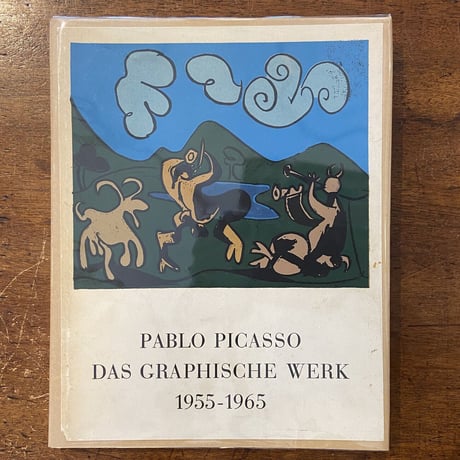 PABLO PICASSO
DAS GRAPHISCHE WERK
1955-1965